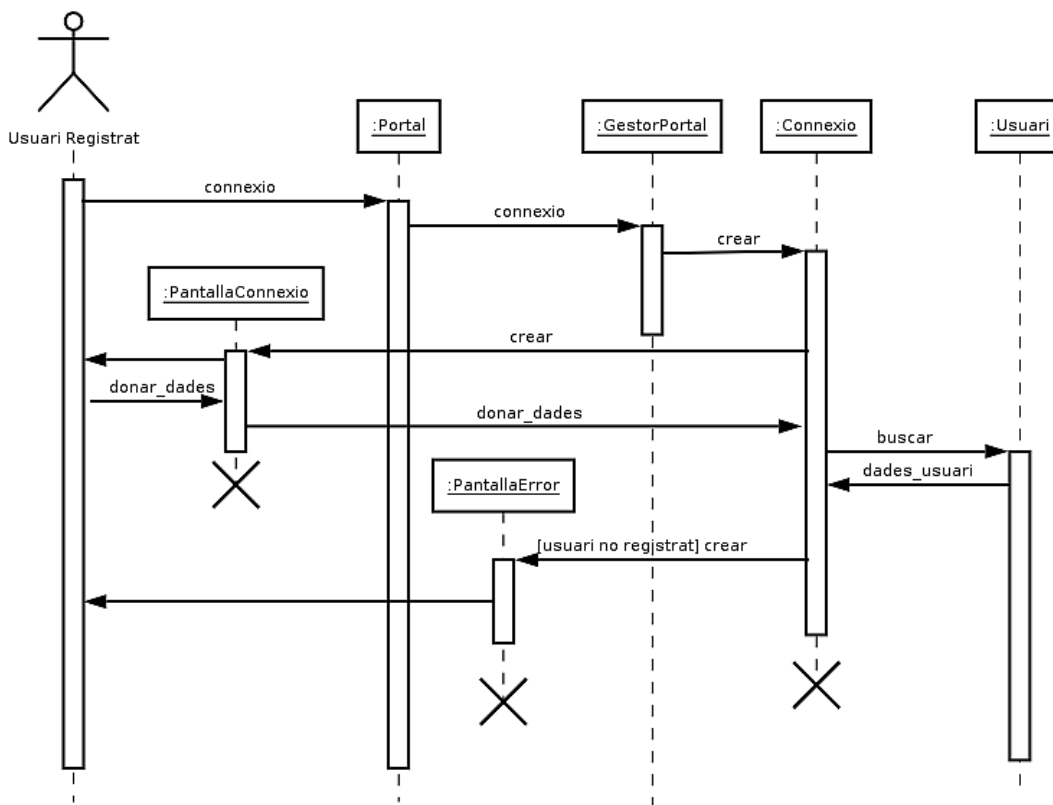 Usuari Registrat
:Portal
:GestorPortal
:Connexio
:Usuari
connexio
connexio
crear
:PantallaConnexio
crear
donar_dades
donar_dades
buscar
dades_usuari
:PantallaError
[usuari no registrat] crear